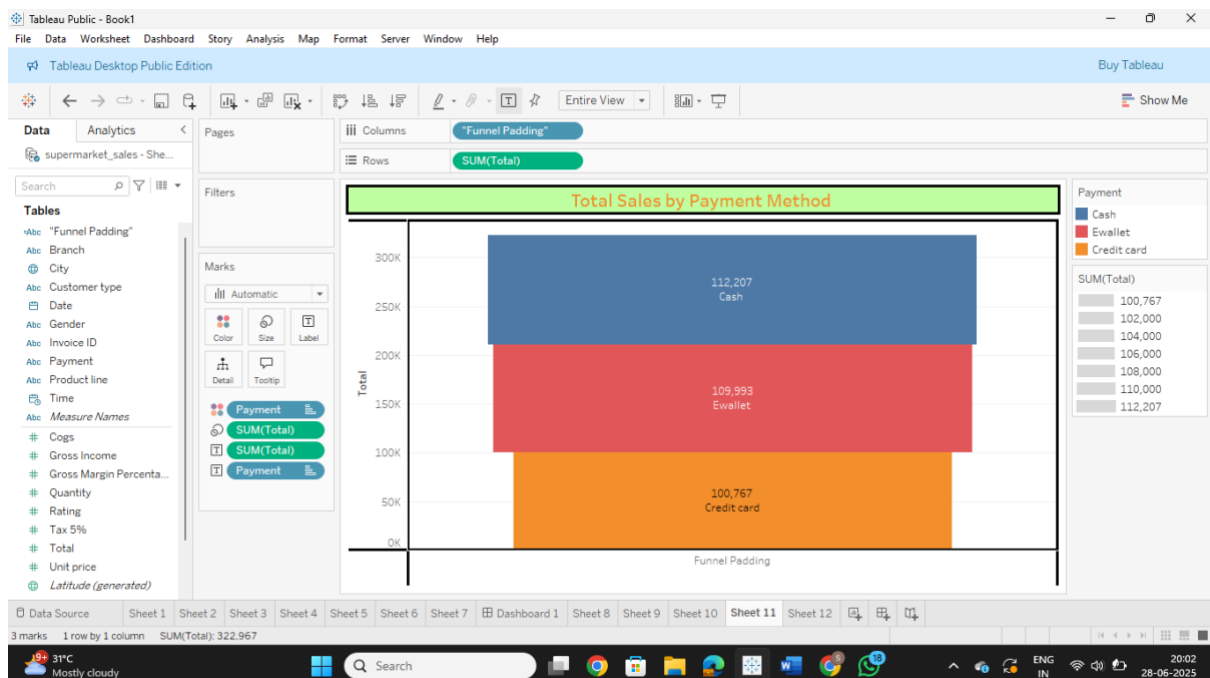 Tableau Public - Book1
File Data Worksheet Dashboard Story Analysis Map Format Server Window Help
Tableau Desktop Public Edition
Buy Tableau
Entire View
Show Me
Data Analytics
supermarket_sales - She...
Search
Tables
Abc "Funnel Padding"
Abc Branch
City
Abc Customer type
Date
Abc Gender
Abc Invoice ID
Abc Payment
Abc Product line
Time
Abc Measure Names
# Cogs
# Gross Income
# Gross Margin Percenta...
# Quantity
# Rating
# Tax 5%
# Total
# Unit price
Latitude (generated)
Pages
Filters
Marks
Automatic
Color Size Label
Detail Tooltip
Payment
SUM(Total)
SUM(Total)
Payment
Columns "Funnel Padding"
Rows SUM(Total)
Total Sales by Payment Method
Total
300K
250K
200K
150K
100K
50K
0K
112,207
Cash
109,993
Ewallet
100,767
Credit card
Funnel Padding
Payment
Cash
Ewallet
Credit card
SUM(Total)
100,767
102,000
104,000
106,000
108,000
110,000
112,207
Data Source Sheet 1 Sheet 2 Sheet 3 Sheet 4 Sheet 5 Sheet 6 Sheet 7 Dashboard 1 Sheet 8 Sheet 9 Sheet 10 Sheet 11 Sheet 12
3 marks 1 row by 1 column SUM(Total): 322,967
9+
31°C
Mostly cloudy
Search
S
18
ENG
IN
20:02
28-06-2025